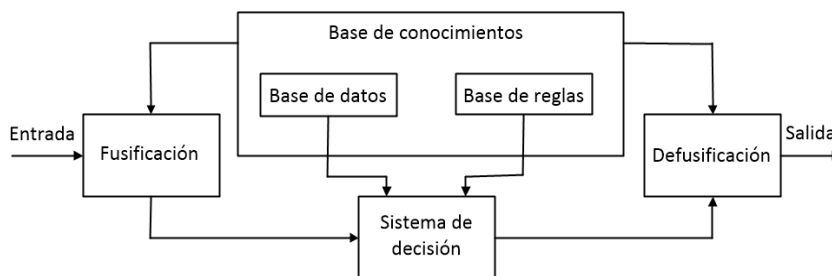 Base de conocimientos
Base de datos
Base de reglas
Entrada
Fusificación
Defusificación
Salida
Sistema de
decisión